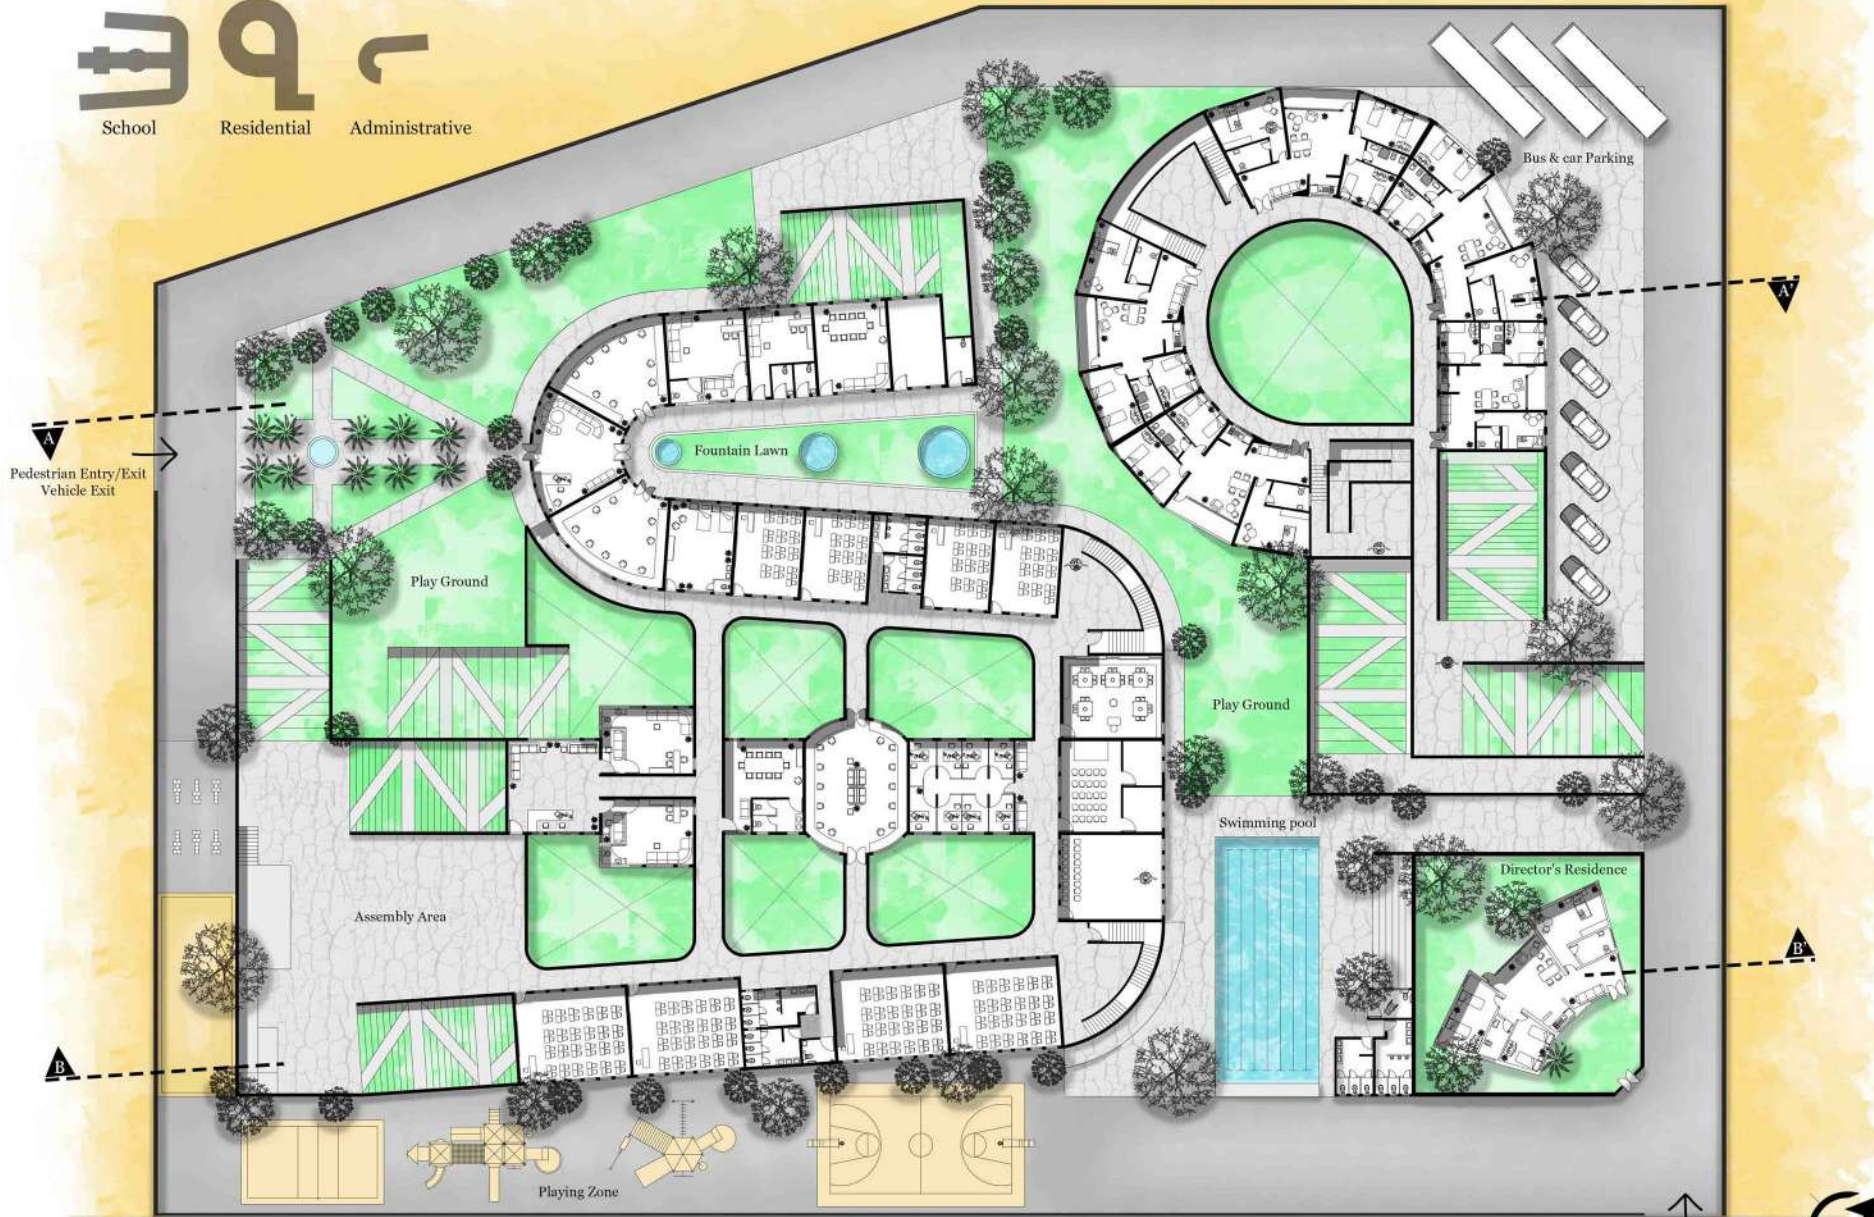 School
Residential
Administrative
Bus & car Parking
A'
A
Fountain Lawn
Pedestrian Entry/Exit
Vehicle Exit
Play Ground
Play Ground
Swimming pool
Director's Residence
Assembly Area
B'
B
Playing Zone